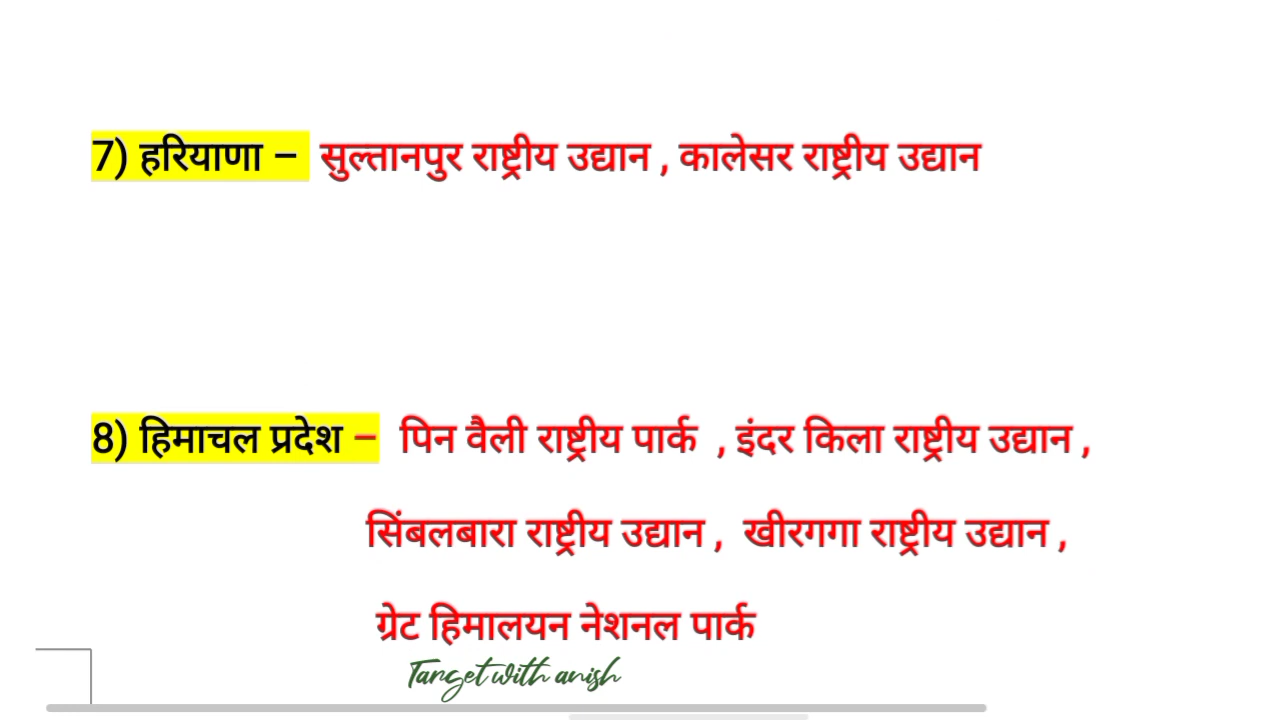 7) हरियाणा – सुल्तानपुर राष्ट्रीय उद्यान , कालेसर राष्ट्रीय उद्यान
8) हिमाचल प्रदेश – पिन वैली राष्ट्रीय पार्क , इंदर किला राष्ट्रीय उद्यान ,
सिंबलबारा राष्ट्रीय उद्यान , खीरगगा राष्ट्रीय उद्यान ,
ग्रेट हिमालयन नेशनल पार्क
Target with anish